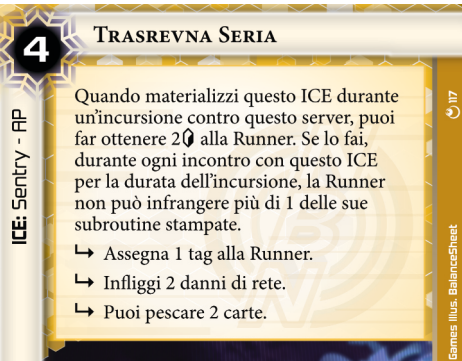 4
TRASREVNA SERIA
ICE: Sentry - AP
Quando materializzi questo ICE durante
un'incursione contro questo server, puoi
far ottenere 2 alla Runner. Se lo fai,
durante ogni incontro con questo ICE
per la durata dell'incursione, la Runner
non può infrangere più di 1 delle sue
subroutine stampate.
↳ Assegna 1 tag alla Runner.
↳ Infliggi 2 danni di rete.
↳ Puoi pescare 2 carte.
117
Games Illus. BalanceSheet